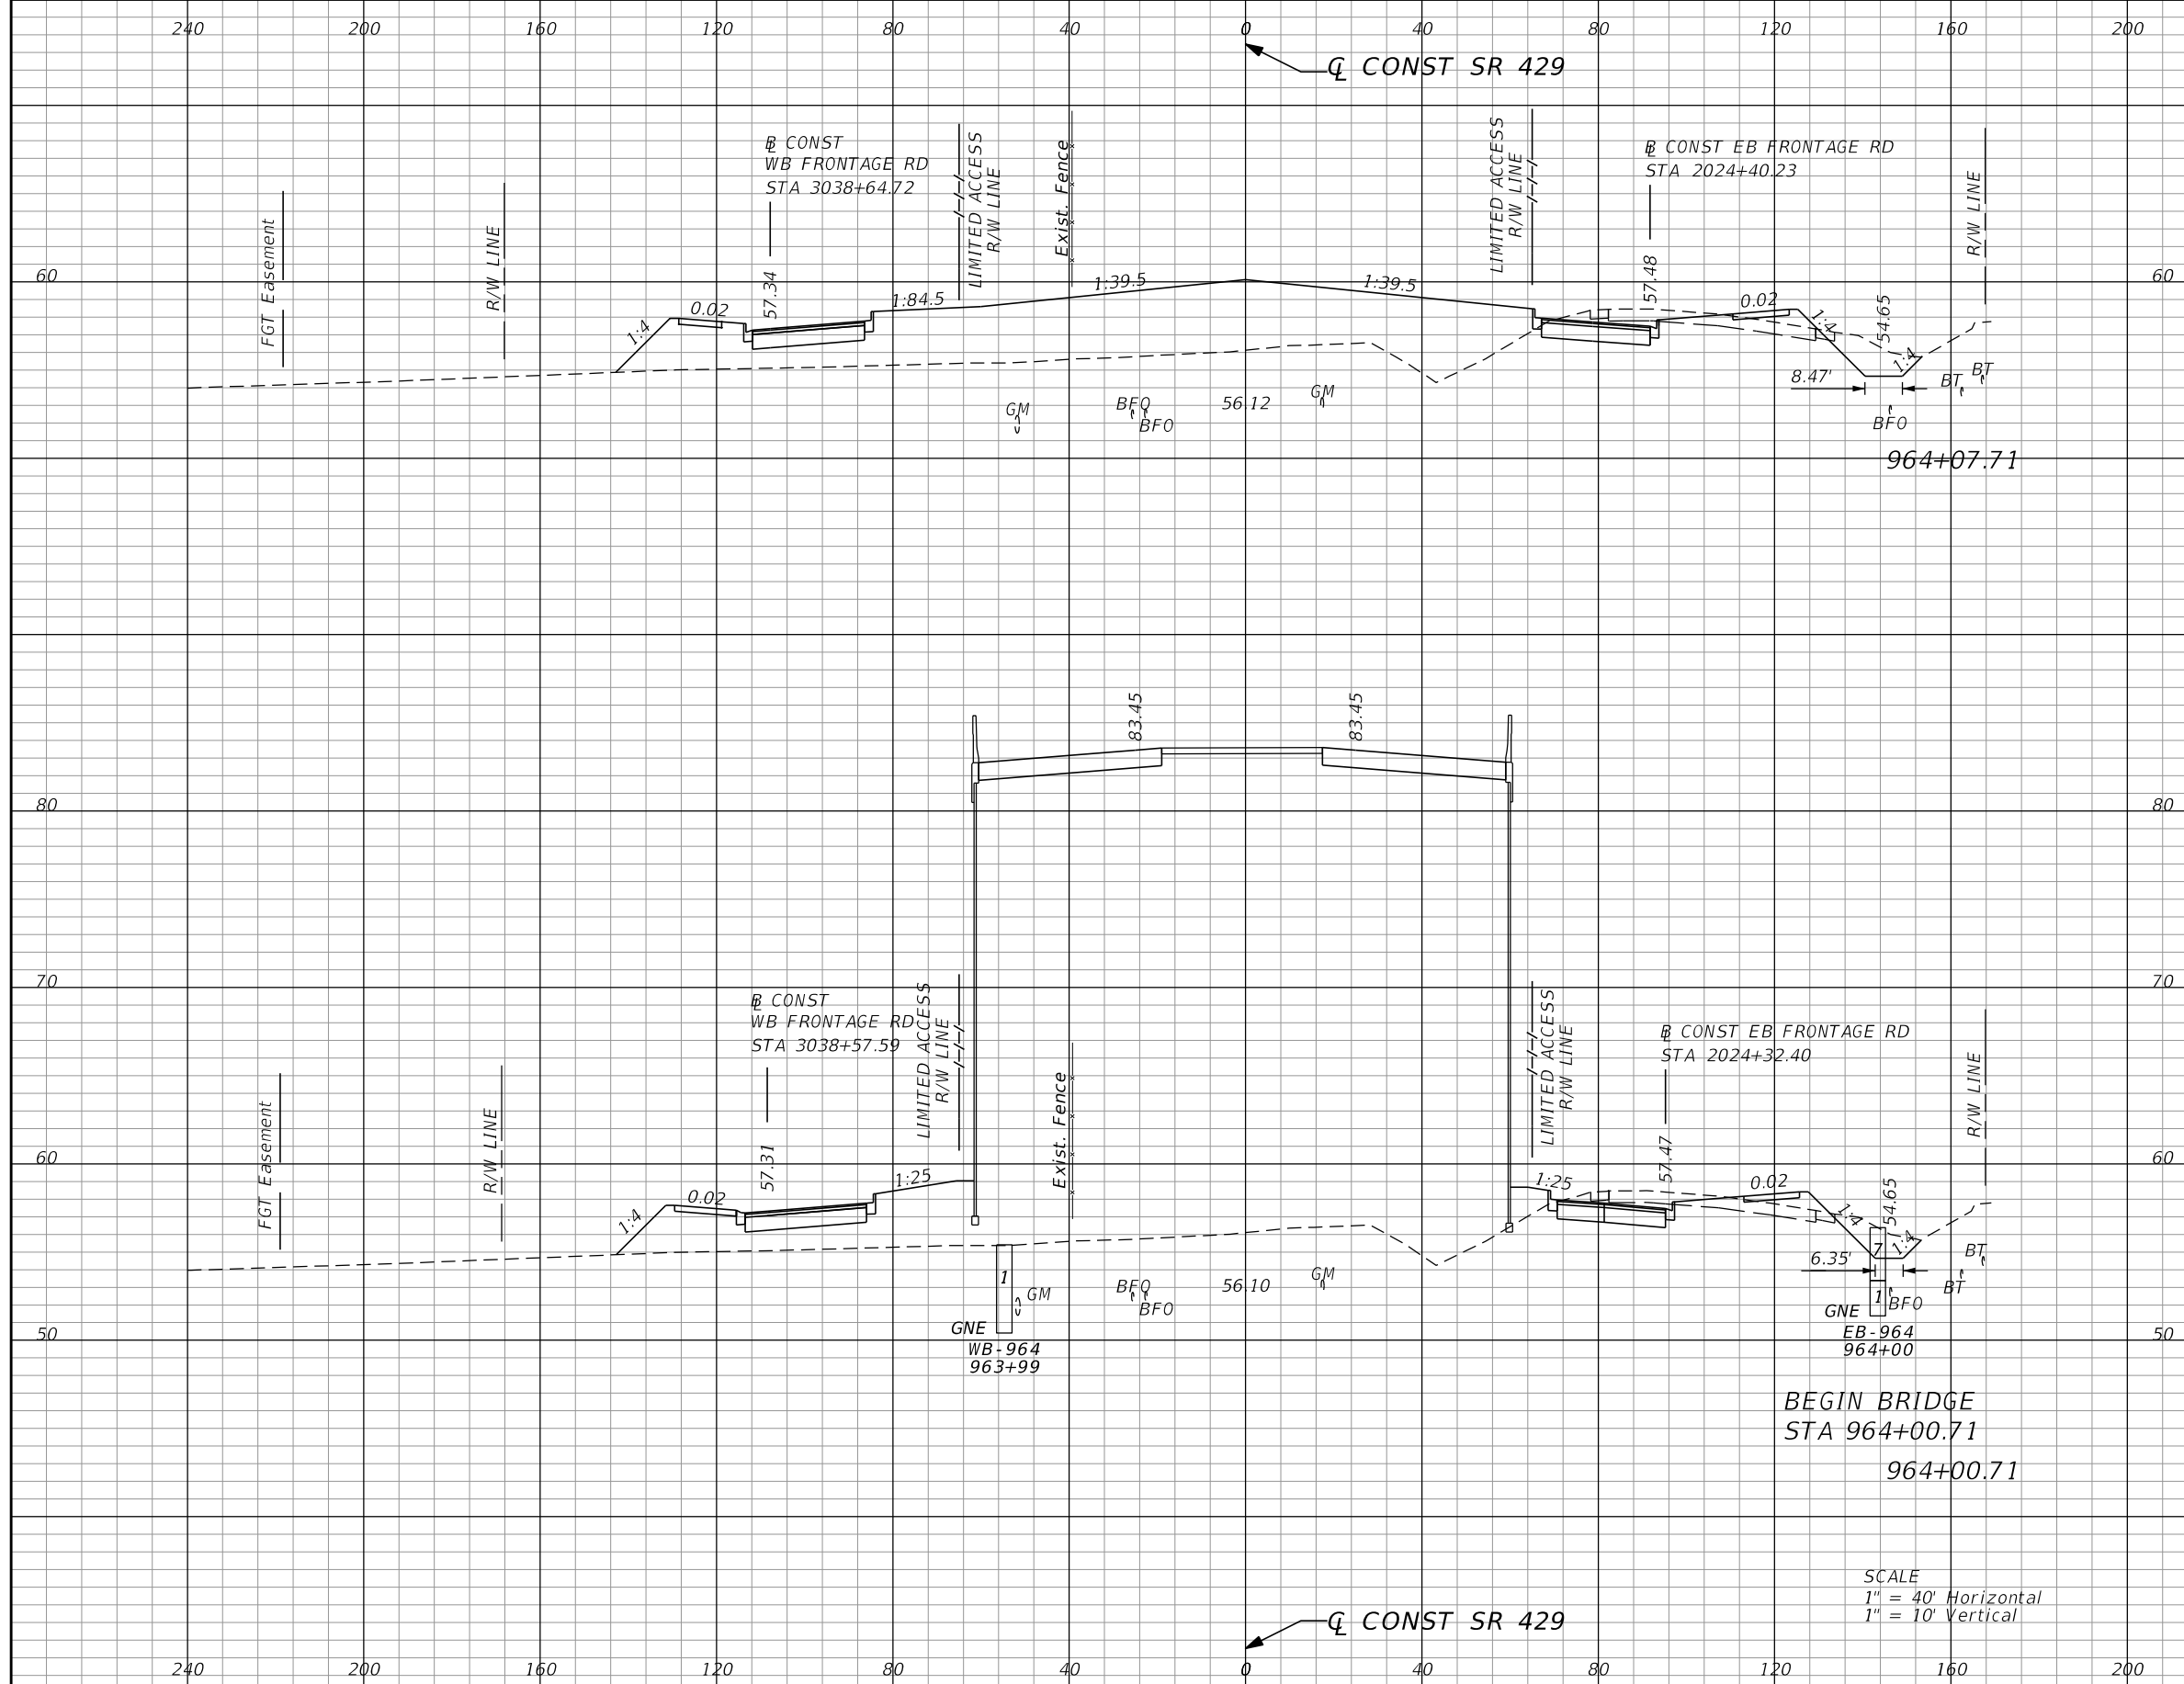 240 200 160 120 80 40 0 40 80 120 160 200
℄ CONST SR 429
BL CONST
WB FRONTAGE RD
STA 3038+64.72
LIMITED ACCESS
R/W LINE
Exist. Fence
LIMITED ACCESS
R/W LINE
BL CONST EB FRONTAGE RD
STA 2024+40.23
R/W LINE
FGT Easement
R/W LINE
57.34
57.48
54.65
60
60
1:4
0.02
1:84.5
1:39.5
1:39.5
0.02
1:4
1:4
8.47'
BT
BT
GM
BFO
BFO
56.12
GM
BFO
964+07.71
83.45
83.45
80
80
70
70
BL CONST
WB FRONTAGE RD
STA 3038+57.59
LIMITED ACCESS
R/W LINE
Exist. Fence
LIMITED ACCESS
R/W LINE
BL CONST EB FRONTAGE RD
STA 2024+32.40
R/W LINE
FGT Easement
R/W LINE
57.31
57.47
54.65
60
60
1:4
0.02
1:25
1:25
0.02
1:4
1:4
7
6.35'
BT
BT
1
GM
BFO
BFO
56.10
GM
1
BFO
GNE
GNE
50
50
WB-964
963+99
EB-964
964+00
BEGIN BRIDGE
STA 964+00.71
964+00.71
SCALE
1" = 40' Horizontal
1" = 10' Vertical
℄ CONST SR 429
240 200 160 120 80 40 0 40 80 120 160 200